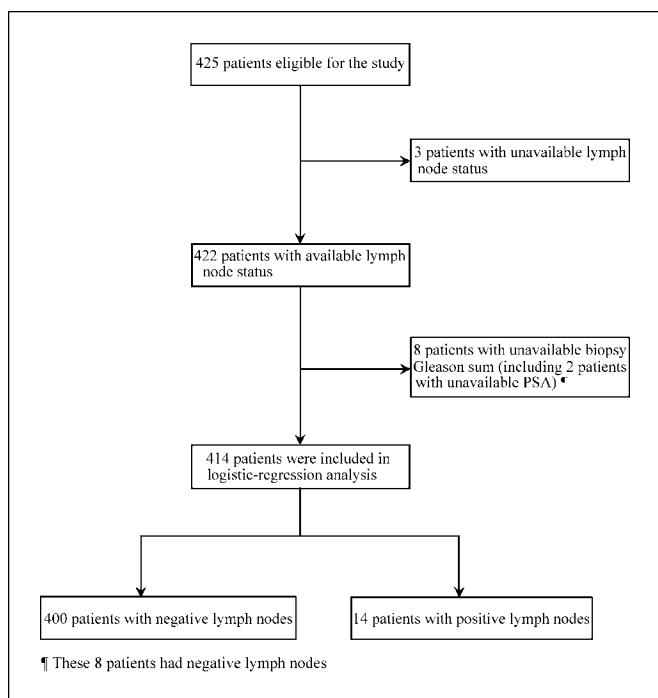 425 patients eligible for the study
3 patients with unavailable lymph
node status
422 patients with available lymph
node status
8 patients with unavailable biopsy
Gleason sum (including 2 patients
with unavailable PSA) ¶
414 patients were included in
logistic-regression analysis
400 patients with negative lymph nodes
14 patients with positive lymph nodes
¶ These 8 patients had negative lymph nodes